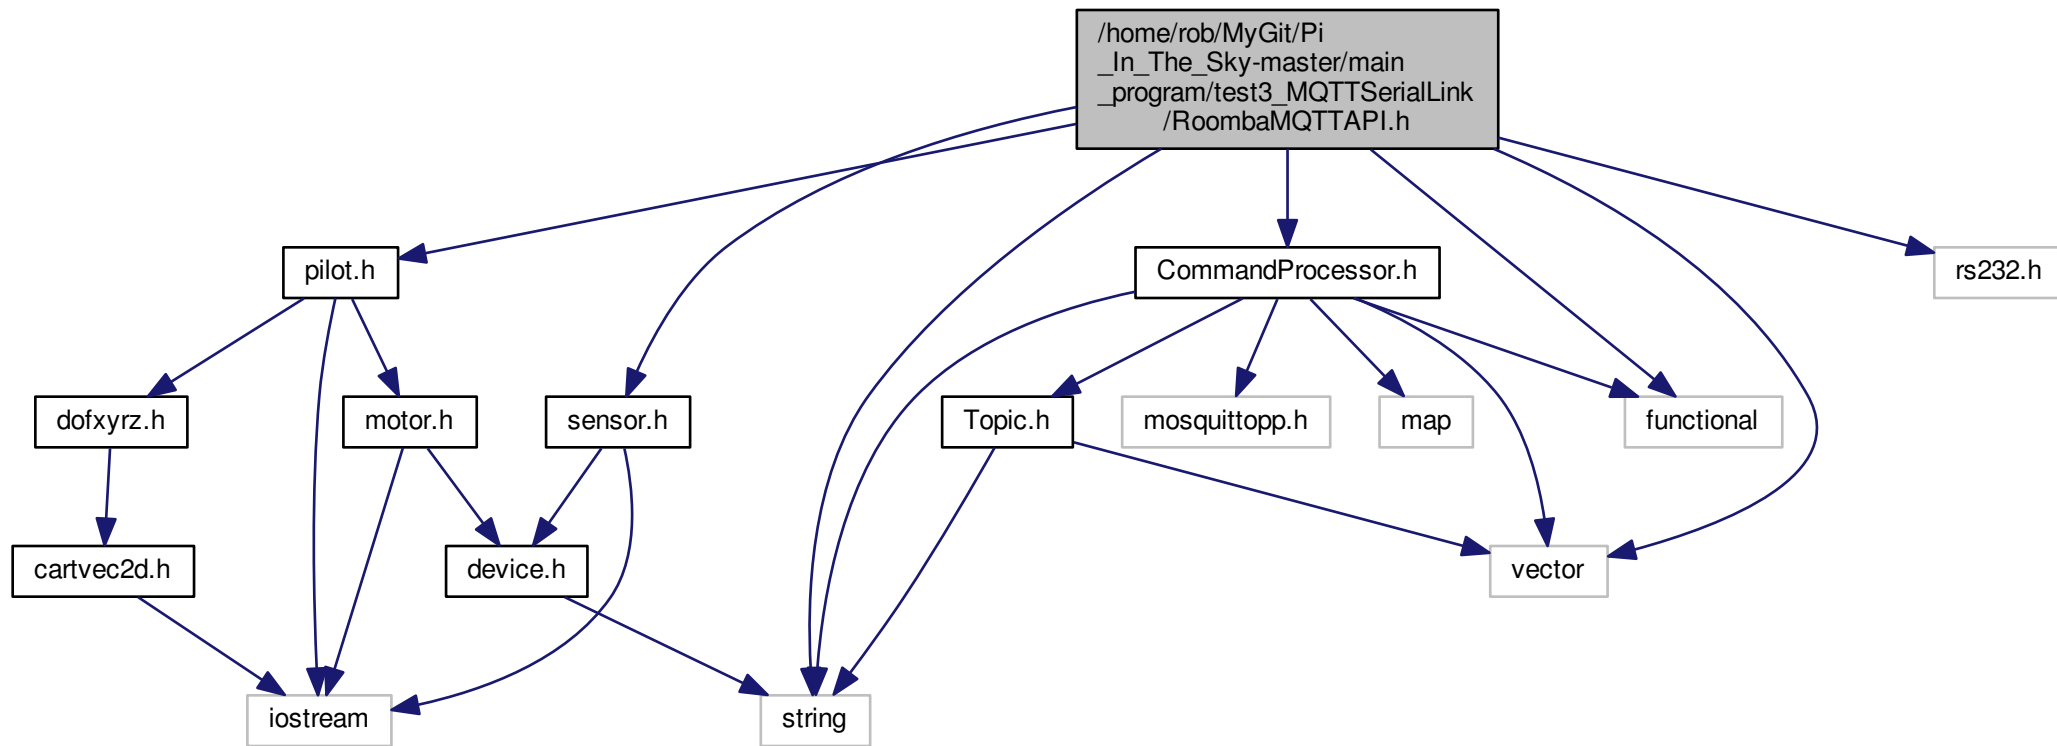 /home/rob/MyGit/Pi
_In_The_Sky-master/main
_program/test3_MQTTSerialLink
/RoombaMQTTAPI.h
pilot.h
CommandProcessor.h
rs232.h
dofxyrz.h
motor.h
sensor.h
Topic.h
mosquittopp.h
map
functional
cartvec2d.h
device.h
vector
iostream
string